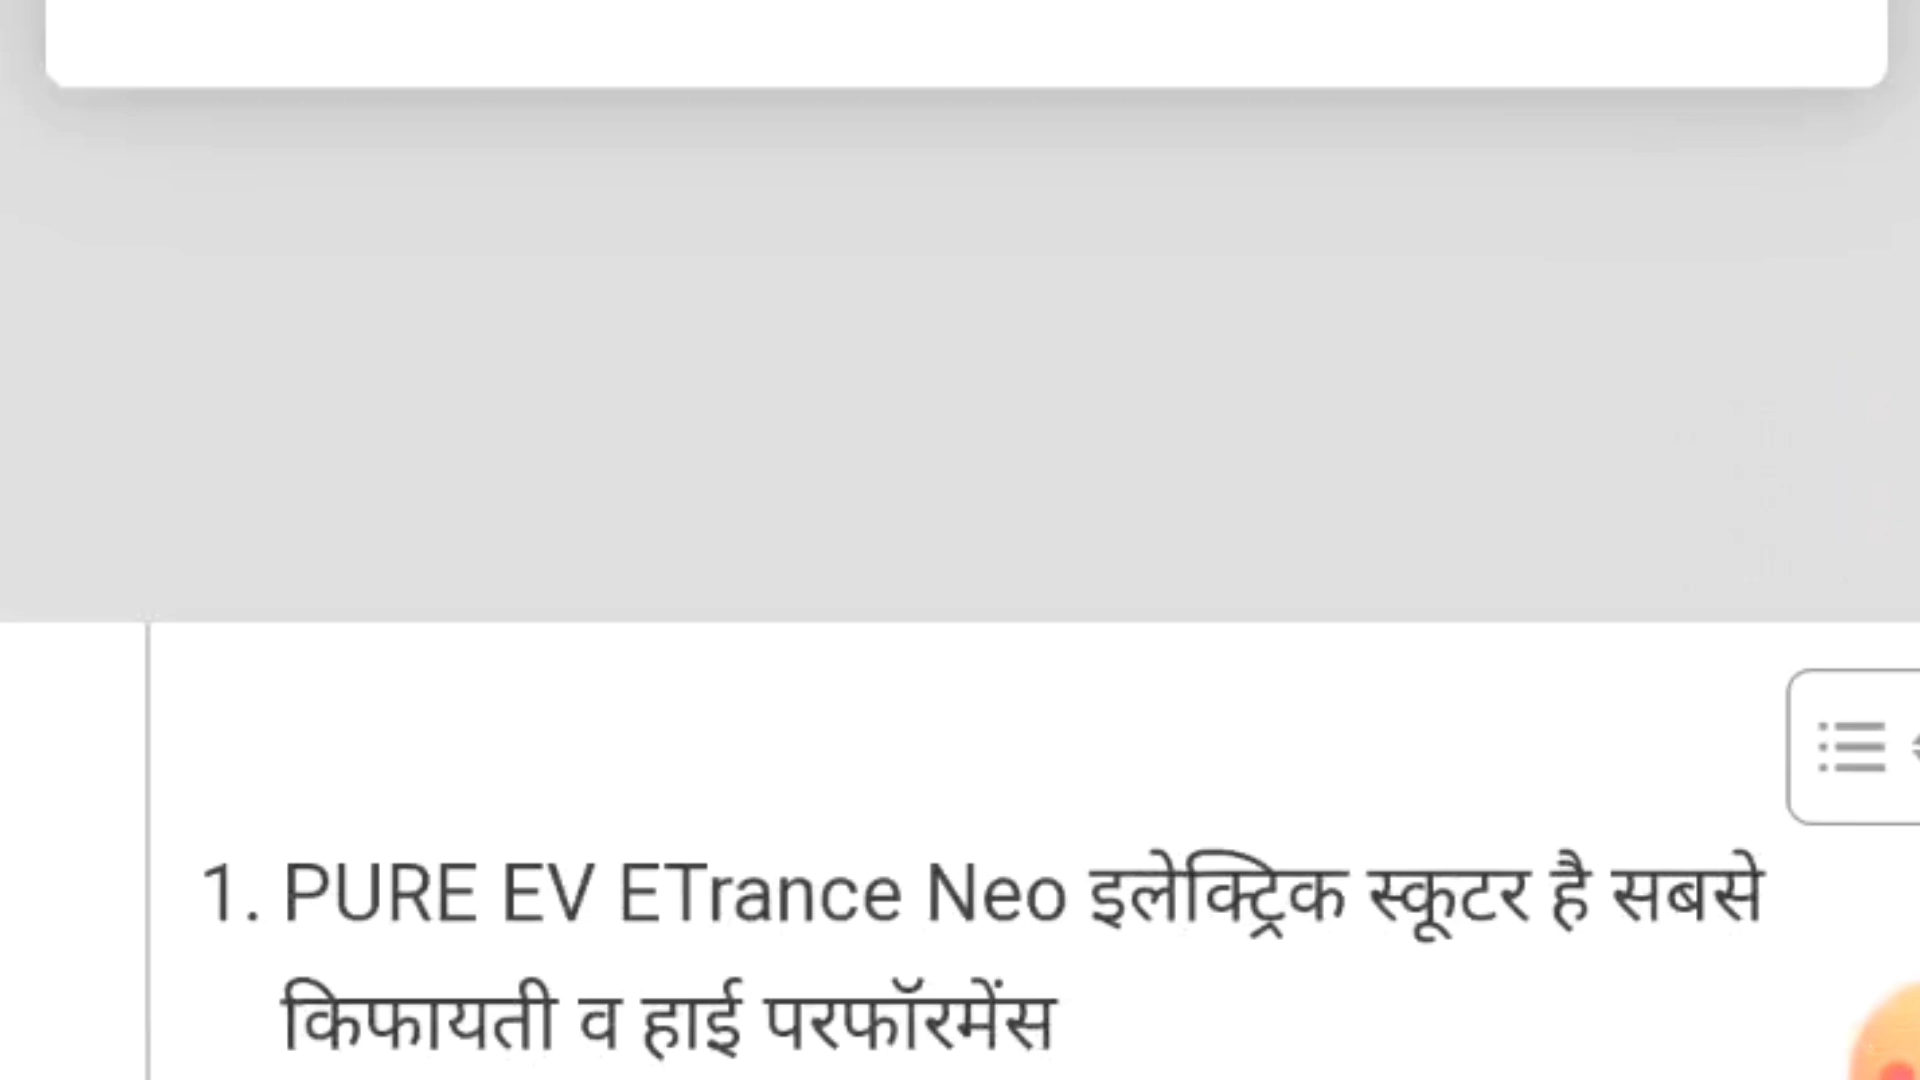 1. PURE EV ETrance Neo इलेक्ट्रिक स्कूटर है सबसे
किफायती व हाई परफॉरमेंस